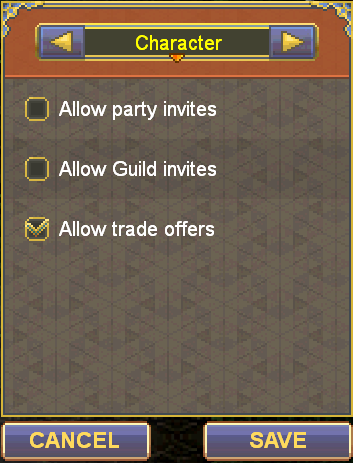 Character
Allow party invites
Allow Guild invites
Allow trade offers
CANCEL
SAVE